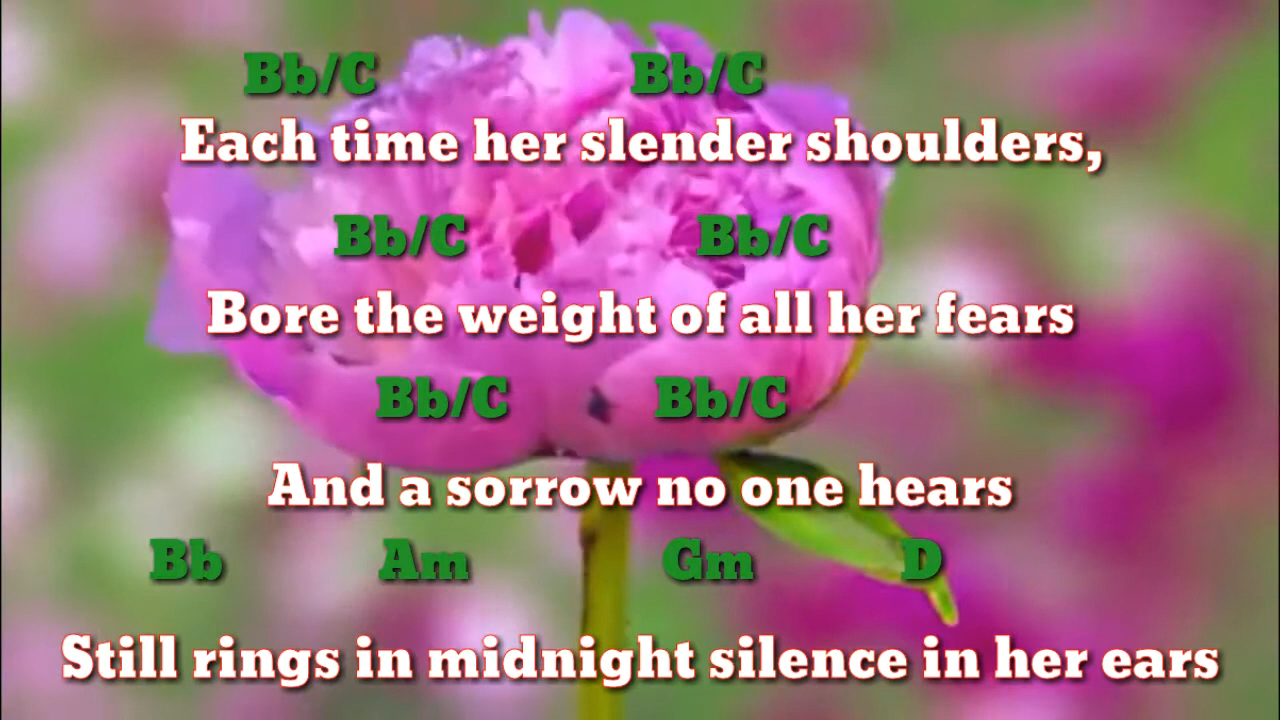 Bb/C Bb/C
Each time her slender shoulders,
Bb/C Bb/C
Bore the weight of all her fears
Bb/C Bb/C
And a sorrow no one hears
Bb Am Gm D
Still rings in midnight silence in her ears